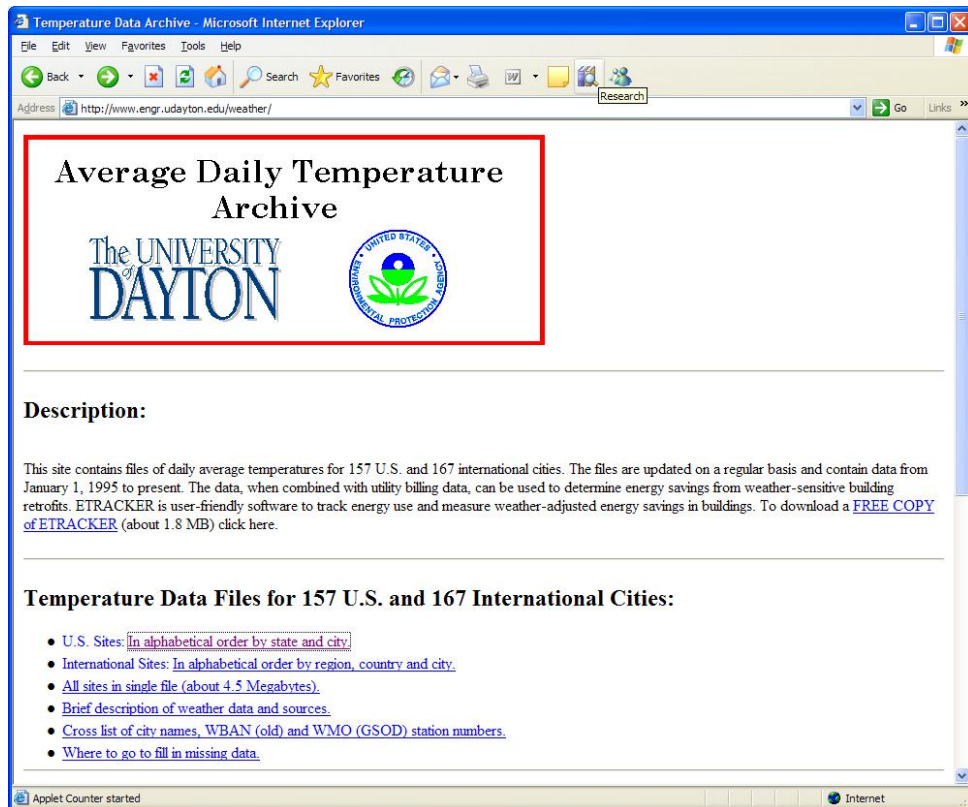 Temperature Data Archive - Microsoft Internet Explorer
File Edit View Favorites Tools Help
Back Search Favorites W
Research
Address http://www.engr.udayton.edu/weather/ Go Links »
Average Daily Temperature
Archive
The UNIVERSITY
of
DAYTON
UNITED STATES
ENVIRONMENTAL PROTECTION AGENCY
Description:
This site contains files of daily average temperatures for 157 U.S. and 167 international cities. The files are updated on a regular basis and contain data from
January 1, 1995 to present. The data, when combined with utility billing data, can be used to determine energy savings from weather-sensitive building
retrofits. ETRACKER is user-friendly software to track energy use and measure weather-adjusted energy savings in buildings. To download a FREE COPY
of ETRACKER (about 1.8 MB) click here.
Temperature Data Files for 157 U.S. and 167 International Cities:
• U.S. Sites: In alphabetical order by state and city.
• International Sites: In alphabetical order by region, country and city.
• All sites in single file (about 4.5 Megabytes).
• Brief description of weather data and sources.
• Cross list of city names, WBAN (old) and WMO (GSOD) station numbers.
• Where to go to fill in missing data.
Applet Counter started Internet